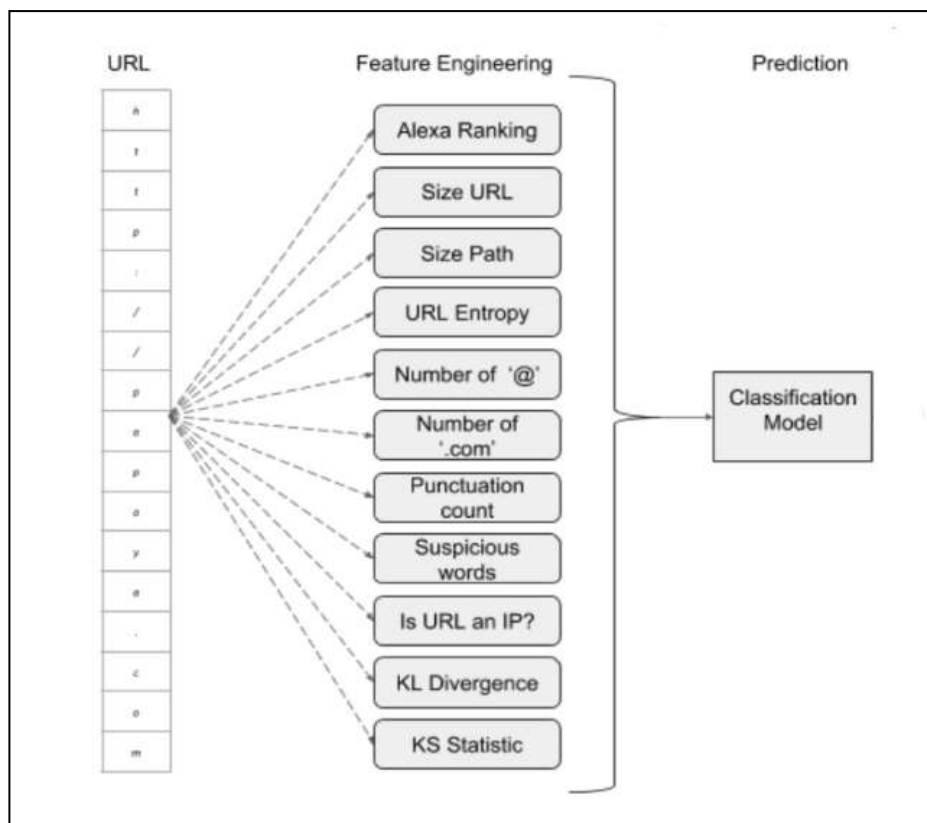 URL
Feature Engineering
Prediction
h
t
t
p
:
/
/
p
a
p
a
y
a
.
c
o
m
Alexa Ranking
Size URL
Size Path
URL Entropy
Number of '@'
Number of
'.com'
Punctuation
count
Suspicious
words
Is URL an IP?
KL Divergence
KS Statistic
Classification
Model